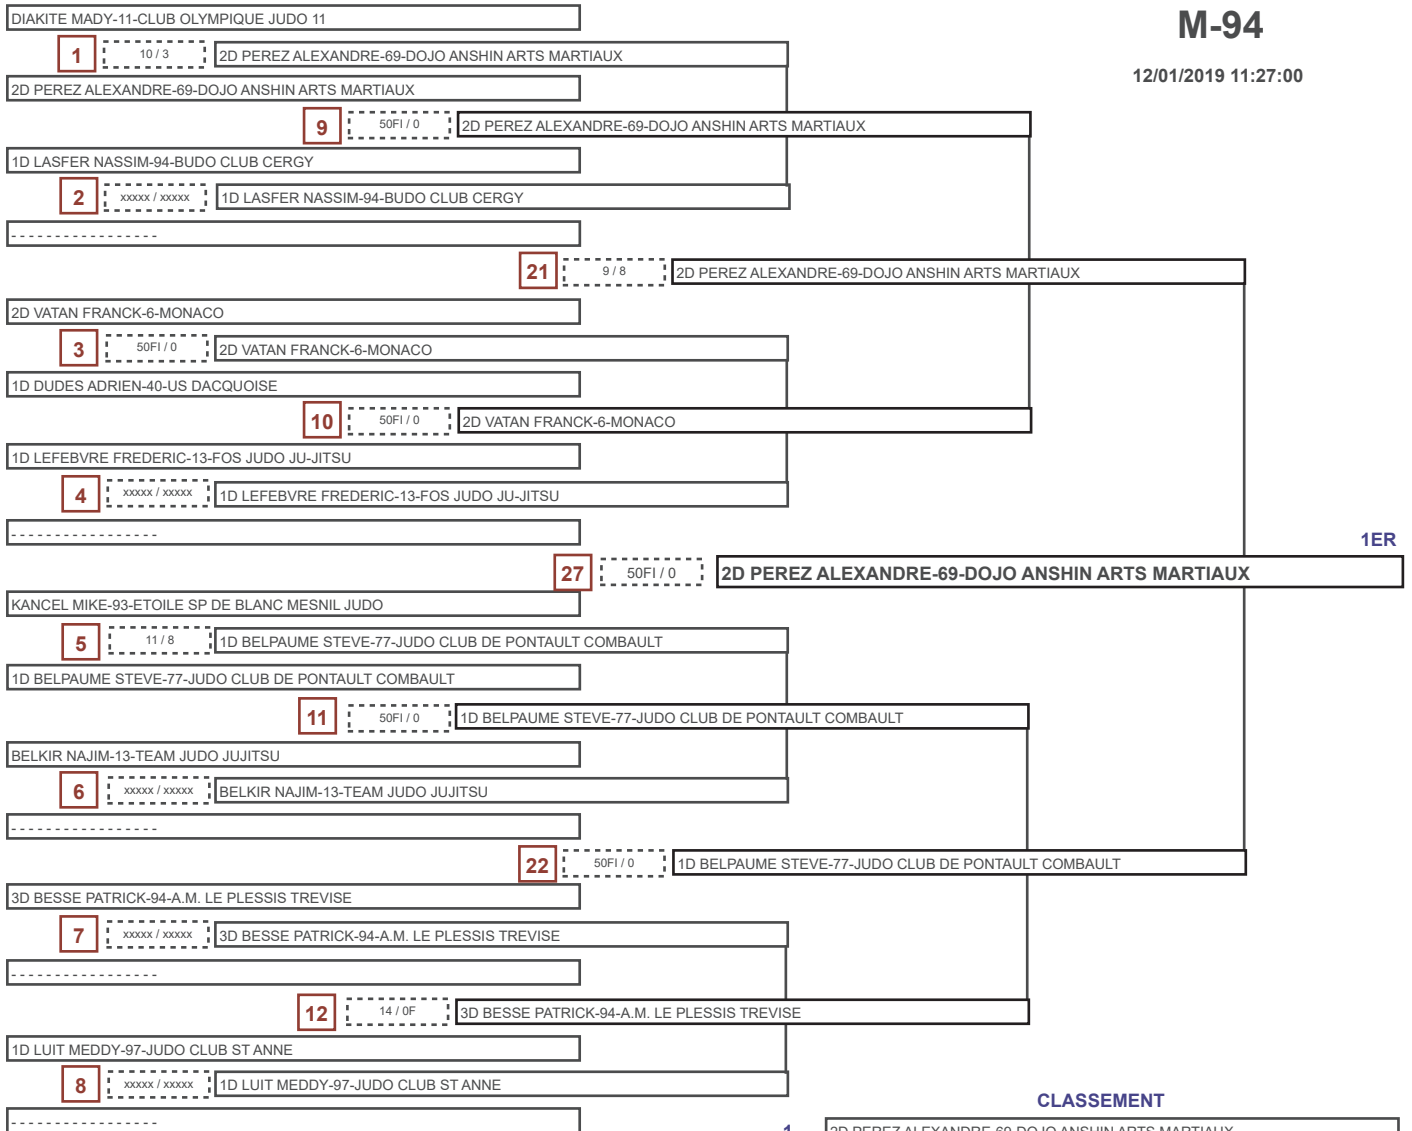 DIAKITE MADY-11-CLUB OLYMPIQUE JUDO 11
M-94
1 10 / 3 2D PEREZ ALEXANDRE-69-DOJO ANSHIN ARTS MARTIAUX
12/01/2019 11:27:00
2D PEREZ ALEXANDRE-69-DOJO ANSHIN ARTS MARTIAUX
9 50FI / 0 2D PEREZ ALEXANDRE-69-DOJO ANSHIN ARTS MARTIAUX
1D LASFER NASSIM-94-BUDO CLUB CERGY
2 xxxxx / xxxxx 1D LASFER NASSIM-94-BUDO CLUB CERGY
- - - - - - - - - - - - - - - - -
21 9 / 8 2D PEREZ ALEXANDRE-69-DOJO ANSHIN ARTS MARTIAUX
2D VATAN FRANCK-6-MONACO
3 50FI / 0 2D VATAN FRANCK-6-MONACO
1D DUDES ADRIEN-40-US DACQUOISE
10 50FI / 0 2D VATAN FRANCK-6-MONACO
1D LEFEBVRE FREDERIC-13-FOS JUDO JU-JITSU
4 xxxxx / xxxxx 1D LEFEBVRE FREDERIC-13-FOS JUDO JU-JITSU
- - - - - - - - - - - - - - - - -
1ER
27 50FI / 0 2D PEREZ ALEXANDRE-69-DOJO ANSHIN ARTS MARTIAUX
KANCEL MIKE-93-ETOILE SP DE BLANC MESNIL JUDO
5 11 / 8 1D BELPAUME STEVE-77-JUDO CLUB DE PONTAULT COMBAULT
1D BELPAUME STEVE-77-JUDO CLUB DE PONTAULT COMBAULT
11 50FI / 0 1D BELPAUME STEVE-77-JUDO CLUB DE PONTAULT COMBAULT
BELKIR NAJIM-13-TEAM JUDO JUJITSU
6 xxxxx / xxxxx BELKIR NAJIM-13-TEAM JUDO JUJITSU
- - - - - - - - - - - - - - - - -
22 50FI / 0 1D BELPAUME STEVE-77-JUDO CLUB DE PONTAULT COMBAULT
3D BESSE PATRICK-94-A.M. LE PLESSIS TREVISE
7 xxxxx / xxxxx 3D BESSE PATRICK-94-A.M. LE PLESSIS TREVISE
- - - - - - - - - - - - - - - - -
12 14 / 0F 3D BESSE PATRICK-94-A.M. LE PLESSIS TREVISE
1D LUIT MEDDY-97-JUDO CLUB ST ANNE
8 xxxxx / xxxxx 1D LUIT MEDDY-97-JUDO CLUB ST ANNE
CLASSEMENT
- - - - - - - - - - - - - - - - -
1 2D PEREZ ALEXANDRE-69-DOJO ANSHIN ARTS MARTIAUX